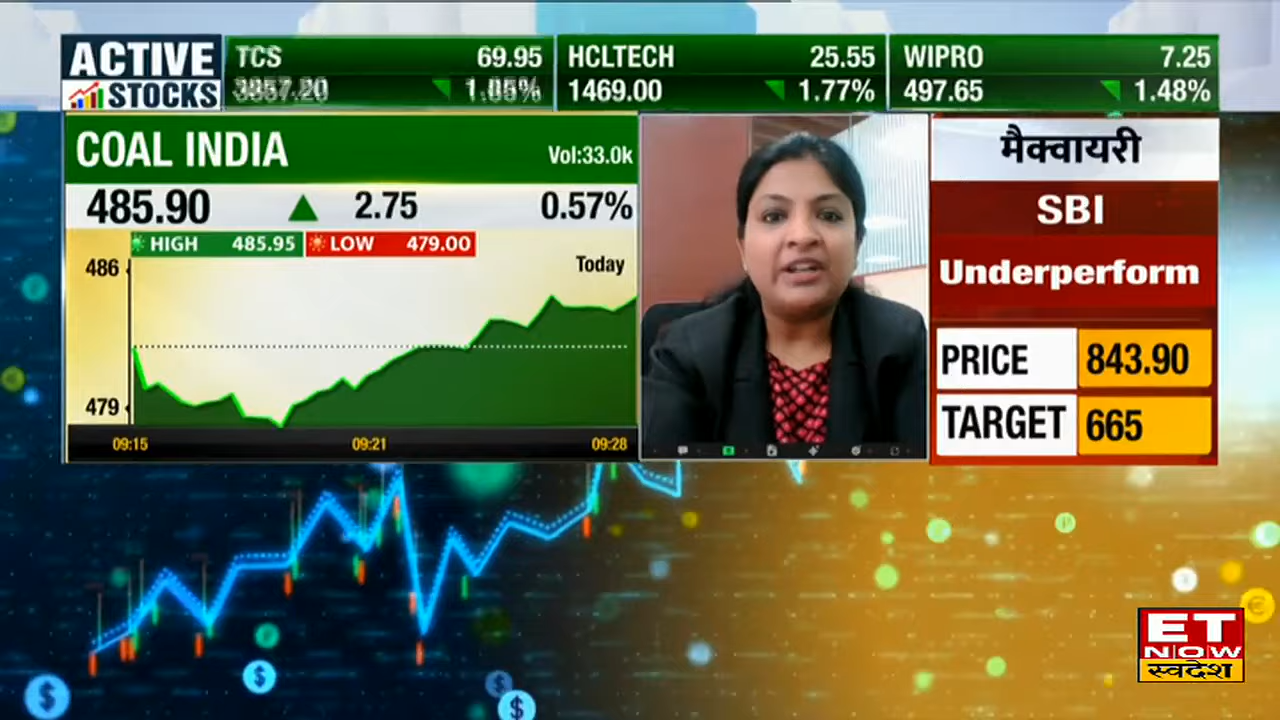 ACTIVE
STOCKS
TCS 69.95
1.85%
HCLTECH 25.55
1469.00 1.77%
WIPRO 7.25
497.65 1.48%
COAL INDIA Vol:33.0k
485.90 2.75 0.57%
HIGH 485.95 LOW 479.00
Today
486
479
09:15 09:21 09:28
मैक्वायरी
SBI
Underperform
PRICE 843.90
TARGET 665
ET
NOW
स्वदेश